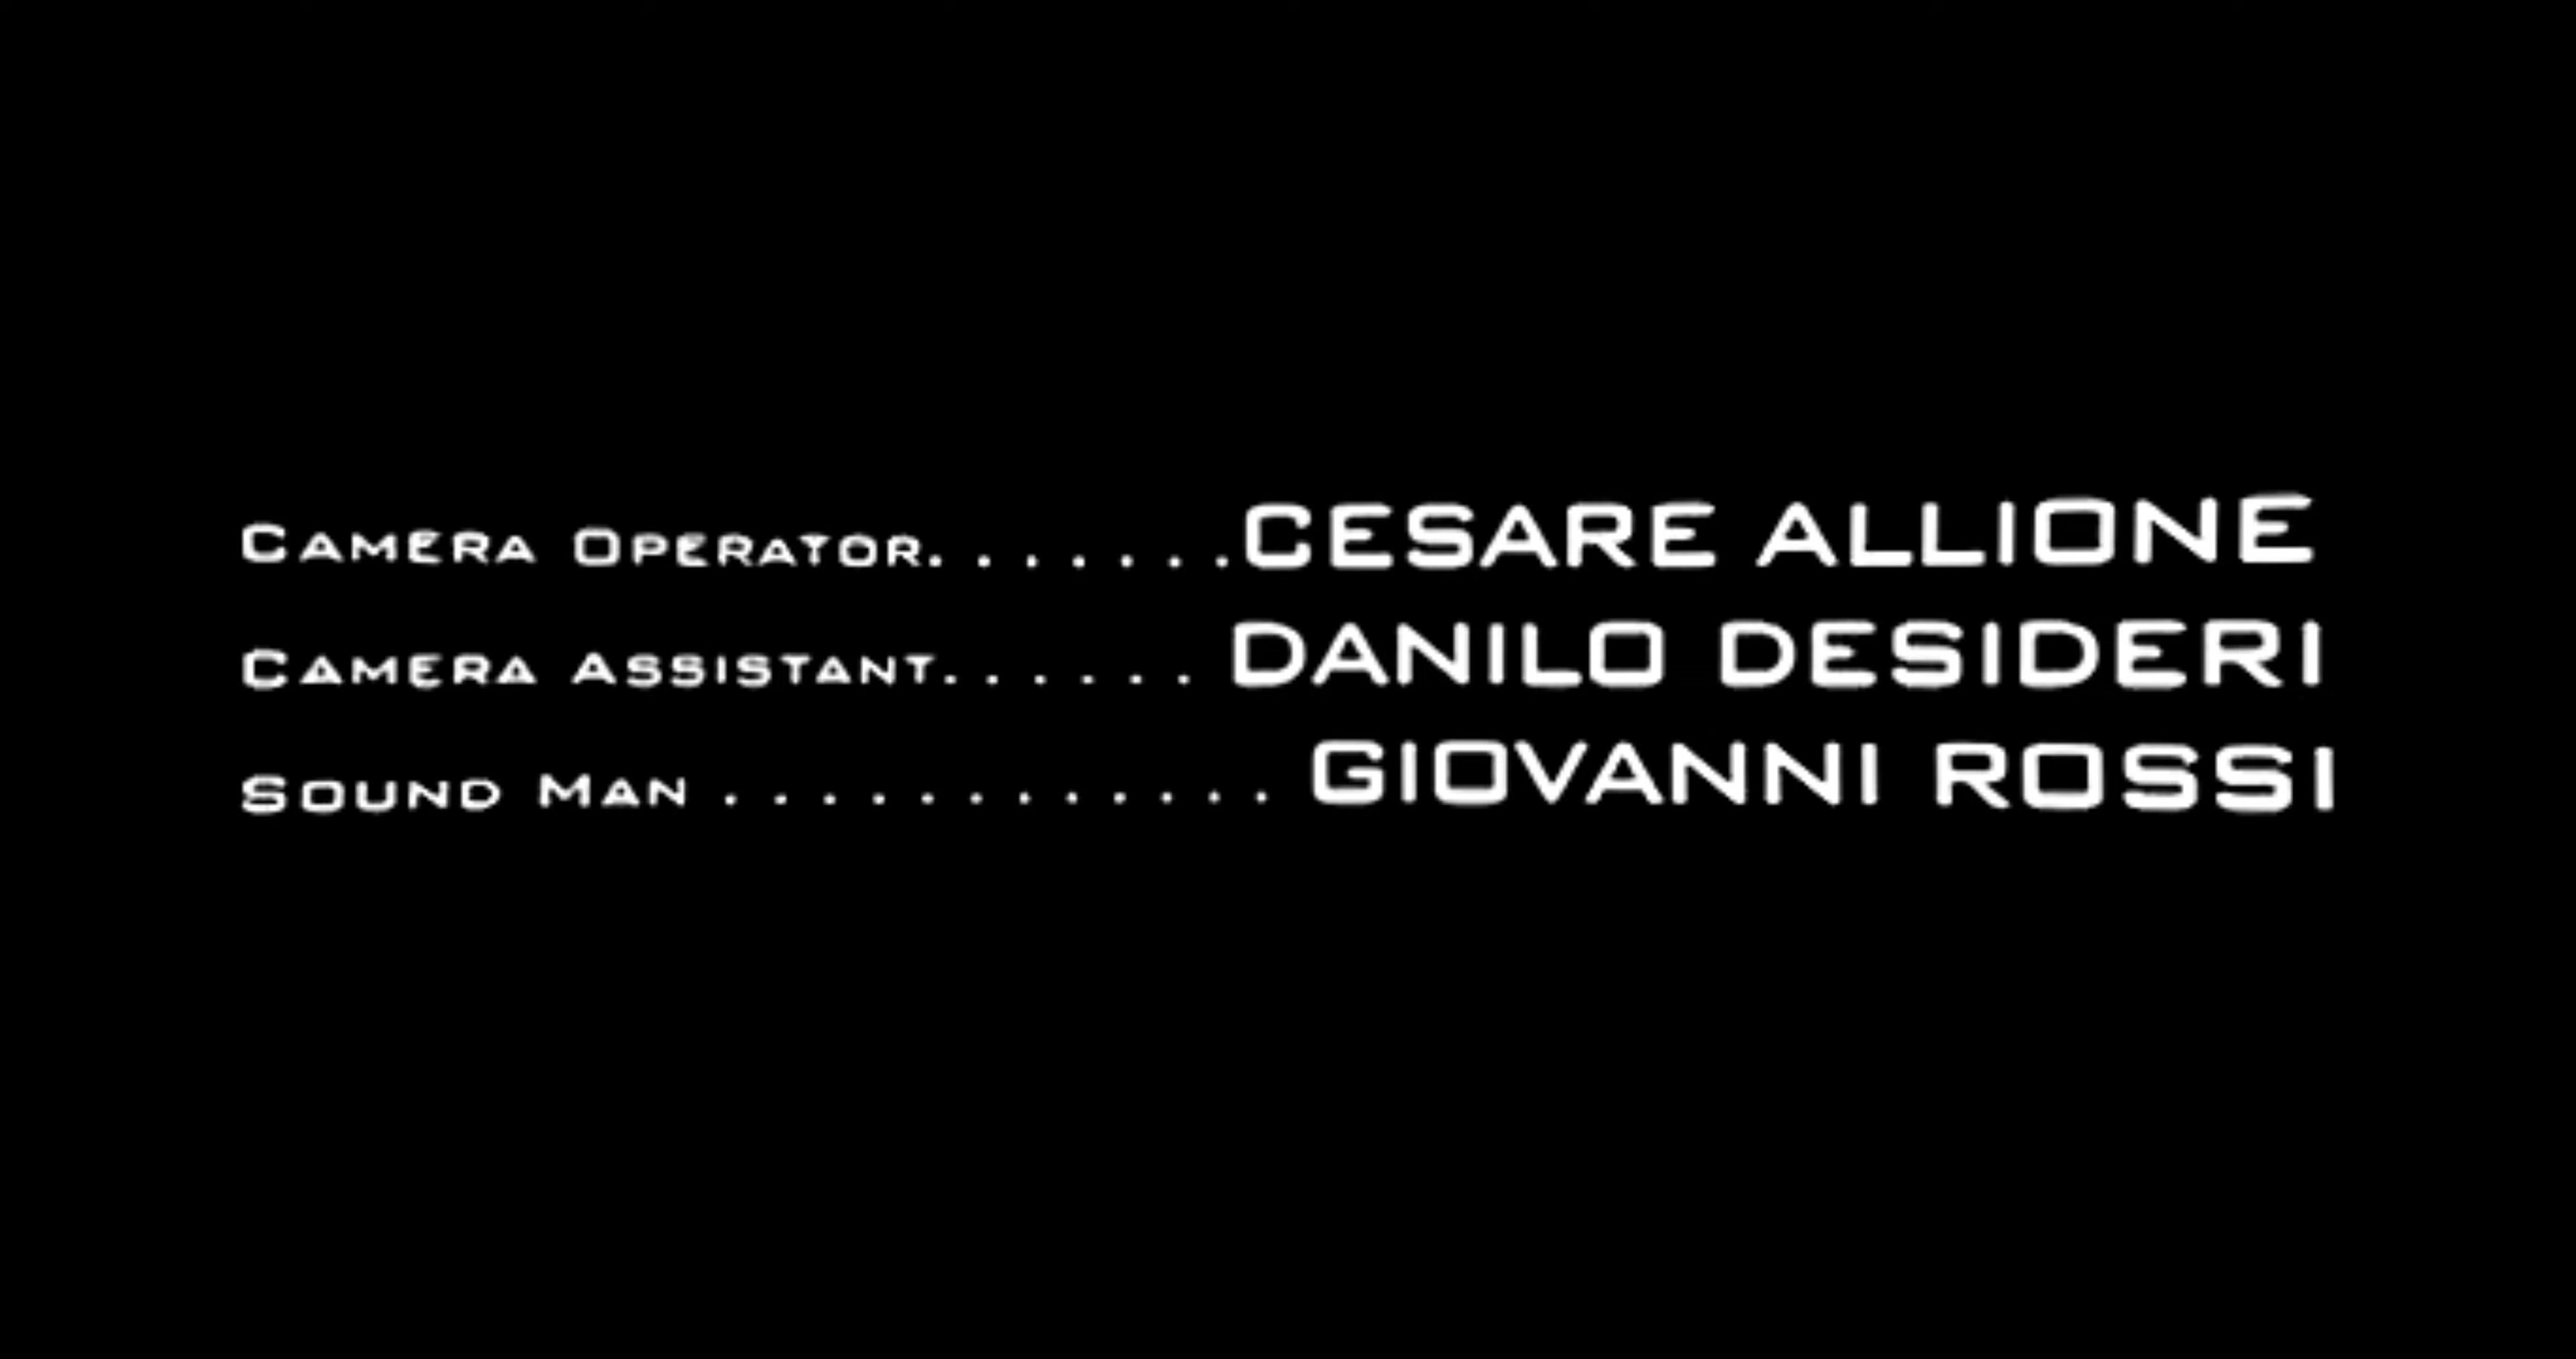 Camera Operator. . . . . . .CESARE ALLIONE
Camera Assistant. . . . . . DANILO DESIDERI
Sound Man . . . . . . . . . . . . GIOVANNI ROSSI